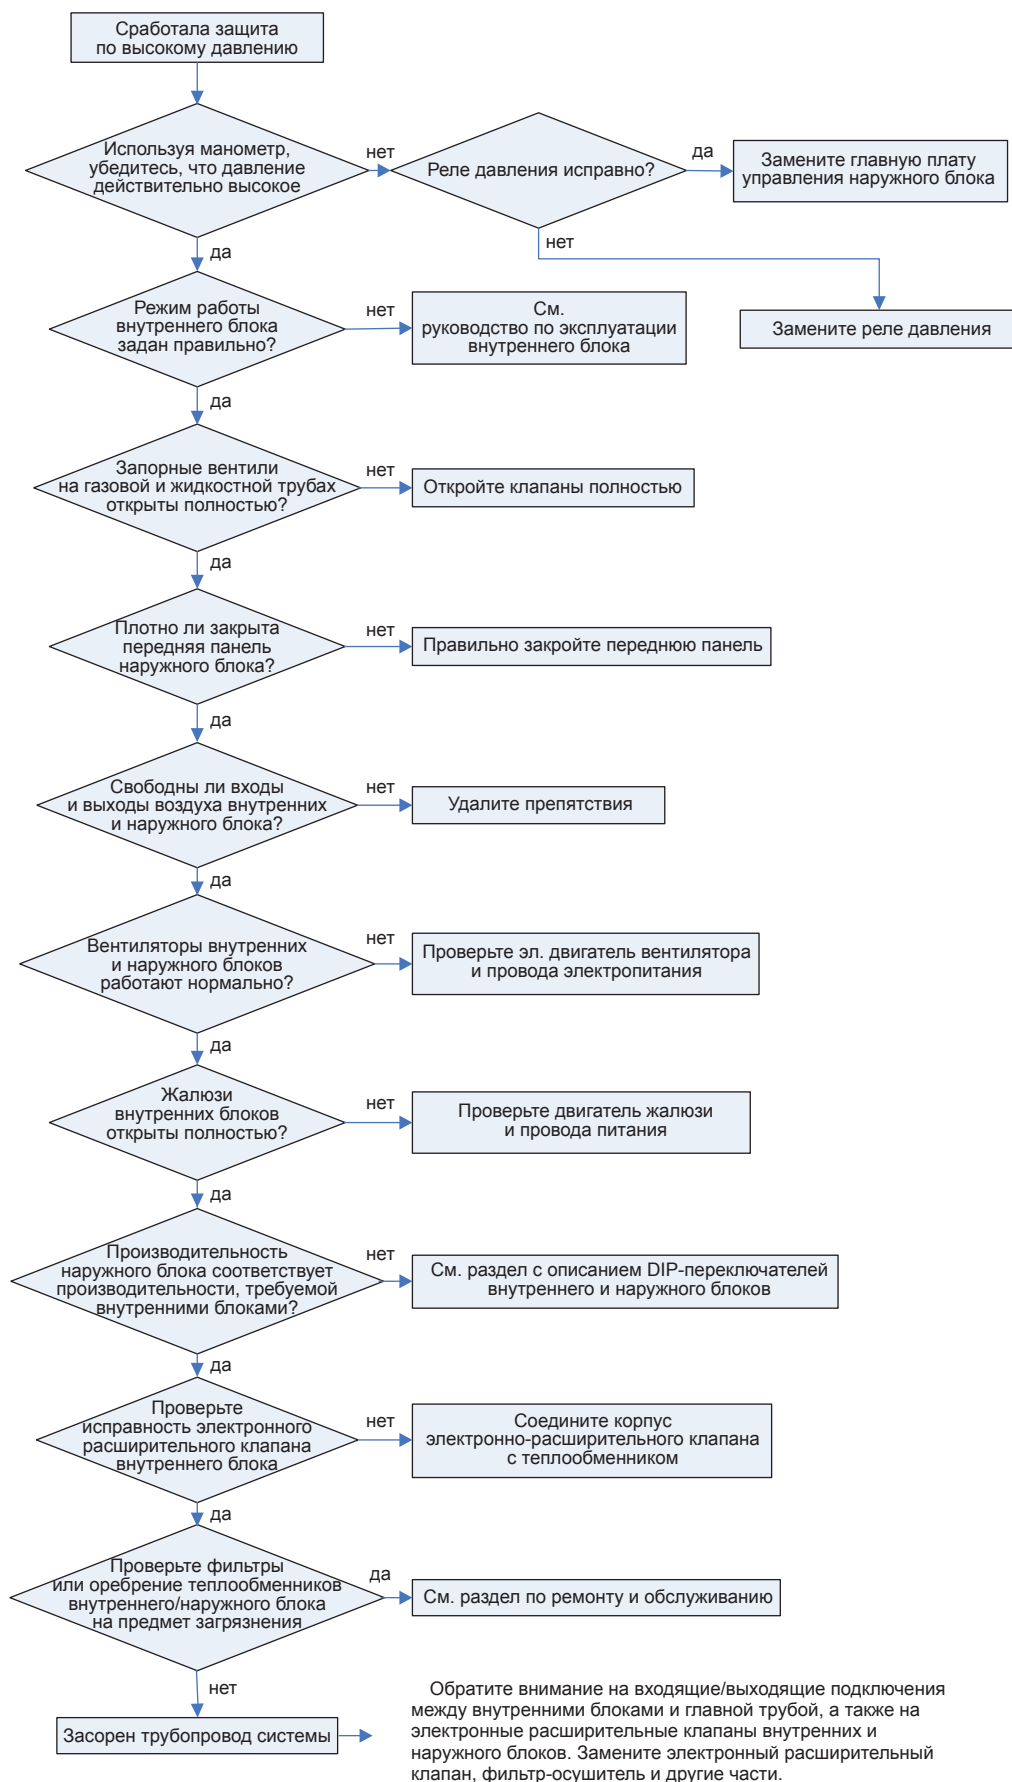 Сработала защита
по высокому давлению
Используя манометр,
убедитесь, что давление
действительно высокое
нет
Реле давления исправно?
да
Замените главную плату
управления наружного блока
нет
Замените реле давления
да
Режим работы
внутреннего блока
задан правильно?
нет
См.
руководство по эксплуатации
внутреннего блока
да
Запорные вентили
на газовой и жидкостной трубах
открыты полностью?
нет
Откройте клапаны полностью
да
Плотно ли закрыта
передняя панель
наружного блока?
нет
Правильно закройте переднюю панель
да
Свободны ли входы
и выходы воздуха внутренних
и наружного блока?
нет
Удалите препятствия
да
Вентиляторы внутренних
и наружного блоков
работают нормально?
нет
Проверьте эл. двигатель вентилятора
и провода электропитания
да
Жалюзи
внутренних блоков
открыты полностью?
нет
Проверьте двигатель жалюзи
и провода питания
да
Производительность
наружного блока соответствует
производительности, требуемой
внутренними блоками?
нет
См. раздел с описанием DIP-переключателей
внутреннего и наружного блоков
да
Проверьте
исправность электронного
расширительного клапана
внутреннего блока
нет
Соедините корпус
электронно-расширительного клапана
с теплообменником
да
Проверьте фильтры
или оребрение теплообменников
внутреннего/наружного блока
на предмет загрязнения
да
См. раздел по ремонту и обслуживанию
нет
Засорен трубопровод системы
Обратите внимание на входящие/выходящие подключения
между внутренними блоками и главной трубой, а также на
электронные расширительные клапаны внутренних и
наружного блоков. Замените электронный расширительный
клапан, фильтр-осушитель и другие части.